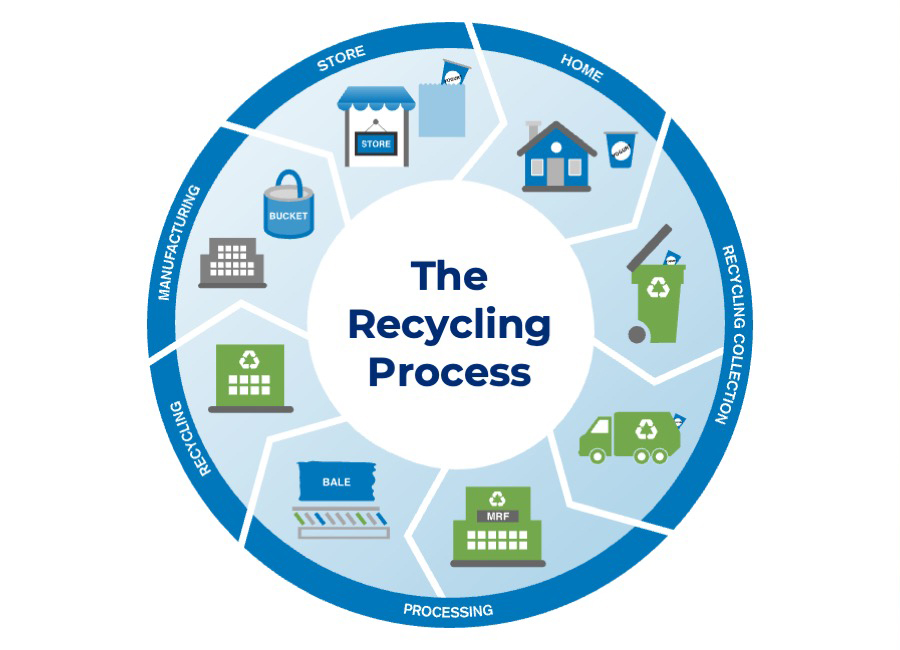 The
Recycling
Process
STORE
STORE
HOME
RECYCLING COLLECTION
PROCESSING
MRF
BALE
RECYCLING
MANUFACTURING
BUCKET